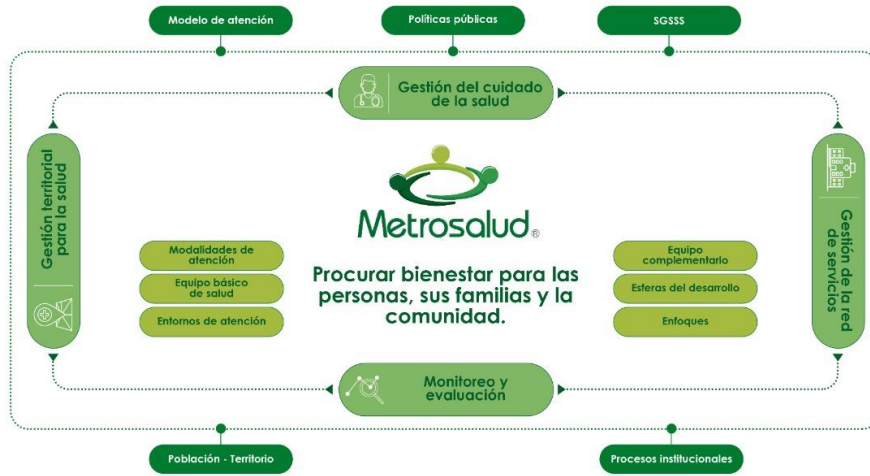 Modelo de atención
Políticas públicas
SGSSS
Gestión del cuidado
de la salud
Gestión territorial
para la salud
Metrosalud®
Procurar bienestar para las
personas, sus familias y la
comunidad.
Modalidades de
atención
Equipo básico
de salud
Entornos de atención
Equipo
complementario
Esferas del desarrollo
Enfoques
Gestión de la red
de servicios
Monitoreo y
evaluación
Población - Territorio
Procesos institucionales